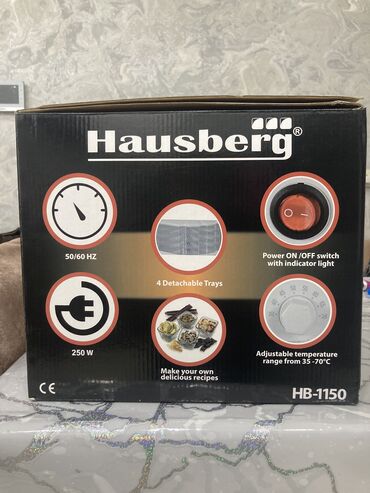 Hausberg®
50/60 HZ
4 Detachable Trays
Power ON /OFF switch
with indicator light
250 W
Make your own
delicious recipes
Adjustable temperature
range from 35 -70°C
CE
HB-1150